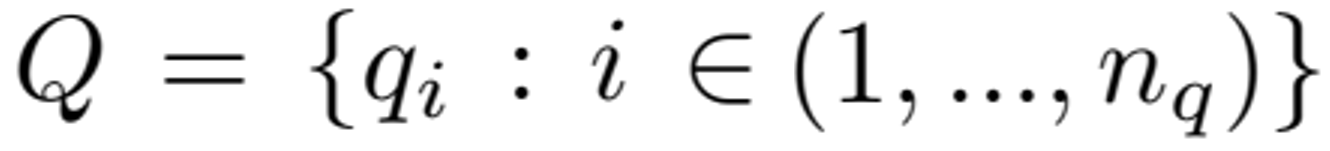 Q = {q_i : i ∈ (1, ..., n_q)}